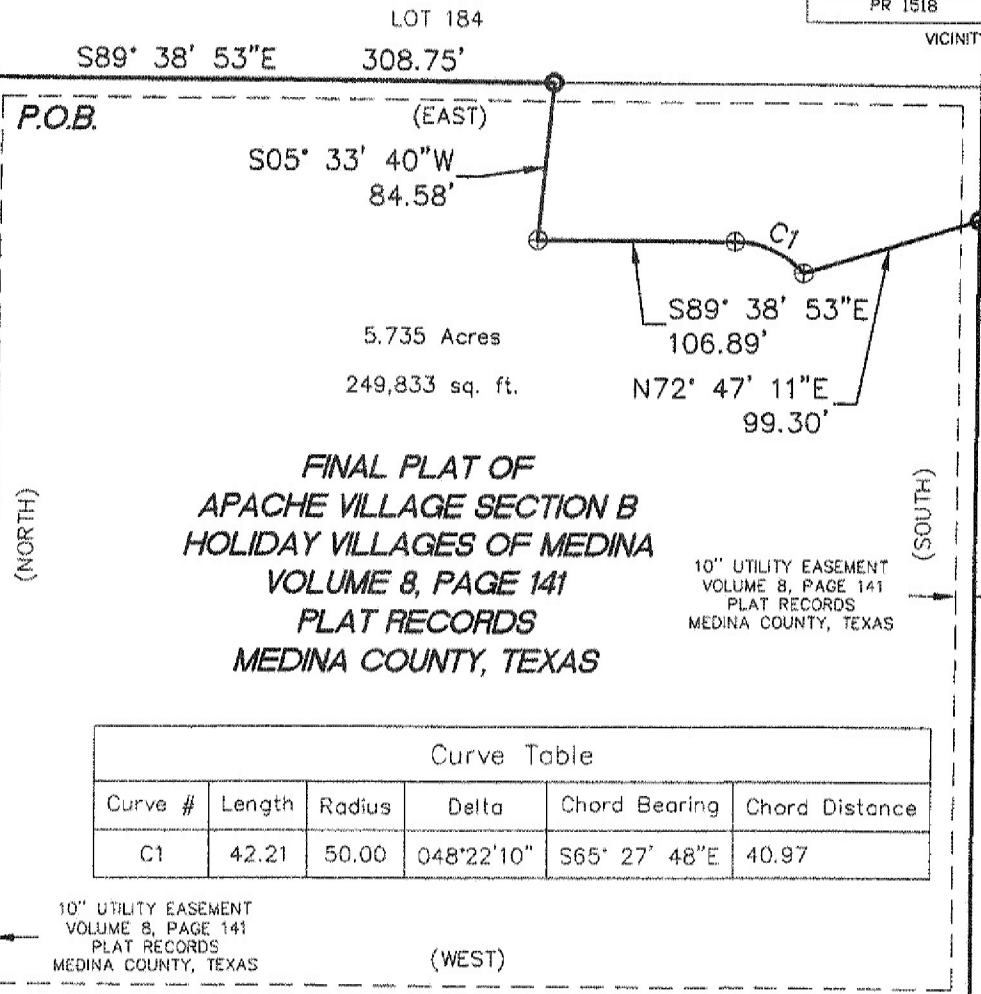 PR 1518
LOT 184
VICINITY
S89° 38' 53"E 308.75'
P.O.B.
(EAST)
S05° 33' 40"W
84.58'
C1
S89° 38' 53"E
106.89'
5.735 Acres
249,833 sq. ft.
N72° 47' 11"E
99.30'
FINAL PLAT OF
APACHE VILLAGE SECTION B
HOLIDAY VILLAGES OF MEDINA
VOLUME 8, PAGE 141
PLAT RECORDS
MEDINA COUNTY, TEXAS
(NORTH)
(SOUTH)
10" UTILITY EASEMENT
VOLUME 8, PAGE 141
PLAT RECORDS
MEDINA COUNTY, TEXAS
Curve Table
Curve # Length Radius Delta Chord Bearing Chord Distance
C1 42.21 50.00 048°22'10" S65° 27' 48"E 40.97
10" UTILITY EASEMENT
VOLUME 8, PAGE 141
PLAT RECORDS
MEDINA COUNTY, TEXAS
(WEST)